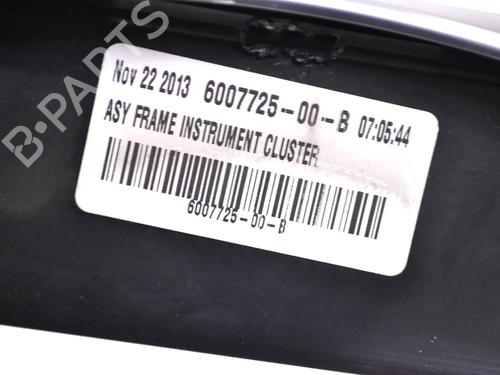 B-PARTS
Nov 22 2013 6007725-00-B 07:05:44
ASY FRAME INSTRUMENT CLUSTER
6007725-00-B